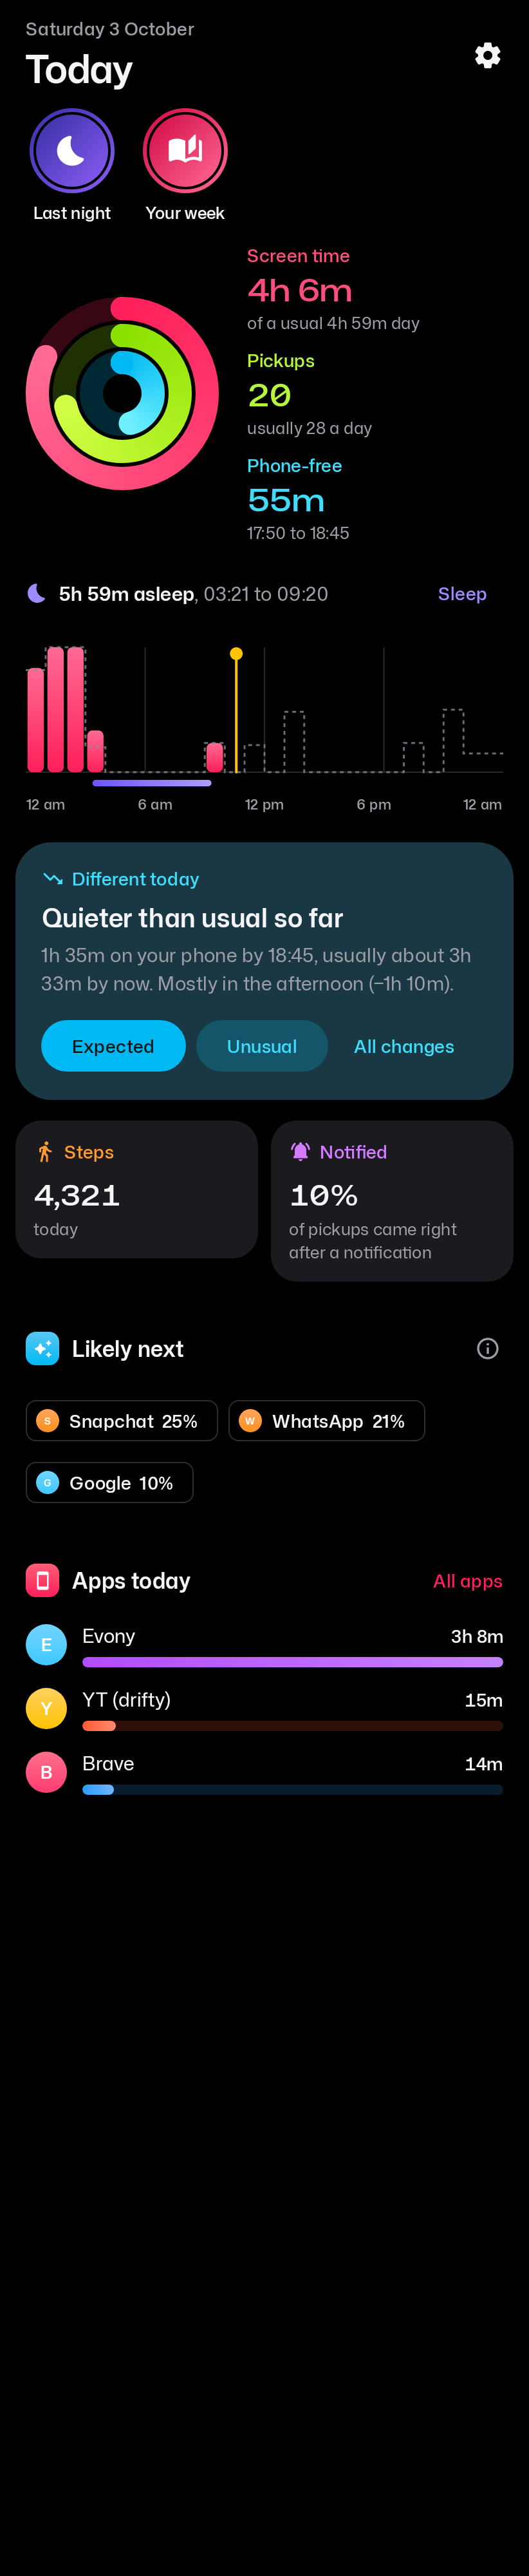 Saturday 3 October
Today
Last night
Your week
Screen time
4h 6m
of a usual 4h 59m day
Pickups
20
usually 28 a day
Phone-free
55m
17:50 to 18:45
5h 59m asleep, 03:21 to 09:20
Sleep
12 am
6 am
12 pm
6 pm
12 am
Different today
Quieter than usual so far
1h 35m on your phone by 18:45, usually about 3h
33m by now. Mostly in the afternoon (−1h 10m).
Expected
Unusual
All changes
Steps
4,321
today
Notified
10%
of pickups came right
after a notification
Likely next
S
Snapchat 25%
W
WhatsApp 21%
G
Google 10%
Apps today
All apps
E
Evony
3h 8m
Y
YT (drifty)
15m
B
Brave
14m